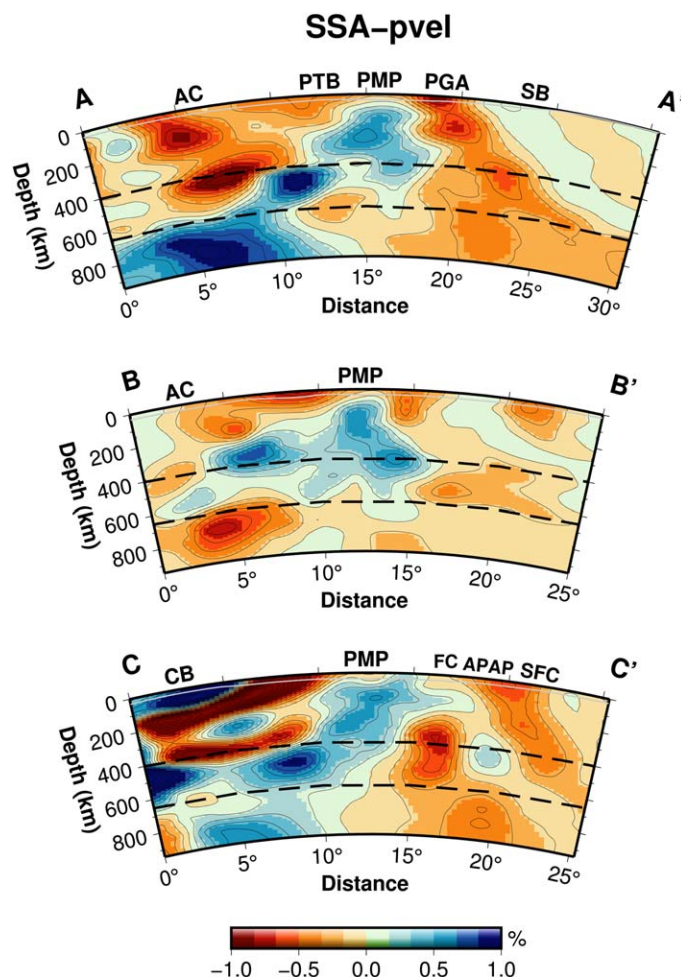 SSA–pvel
A AC PTB PMP PGA SB A'
0
200
400
600
800
Depth (km)
0° 5° 10° 15° 20° 25° 30°
Distance
B AC PMP B'
0
200
400
600
800
Depth (km)
0° 5° 10° 15° 20° 25°
Distance
C CB PMP FC APAP SFC C'
0
200
400
600
800
Depth (km)
0° 5° 10° 15° 20° 25°
Distance
%
−1.0 −0.5 0.0 0.5 1.0